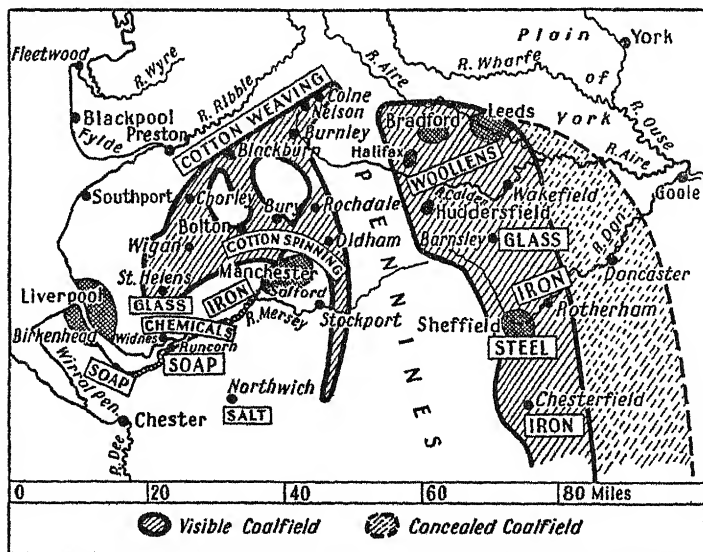 Fleetwood
R. Wyre
R. Ribble
R. Aire
R. Wharfe
Plain
of
York
York
R. Ouse
Blackpool
Fylde
Preston
COTTON WEAVING
Colne
Nelson
Burnley
Blackburn
Bradford
Leeds
Halifax
WOOLLENS
R. Aire
Goole
Southport
Chorley
Bury
Rochdale
Bolton
Wigan
COTTON SPINNING
Oldham
R. Calder
Wakefield
Huddersfield
Barnsley
GLASS
R. Don
Doncaster
PENNINES
St. Helens
Manchester
Salford
IRON
Liverpool
GLASS
CHEMICALS
R. Mersey
Stockport
Sheffield
IRON
Rotherham
STEEL
Birkenhead
Widnes
Runcorn
SOAP
SOAP
Wirral Pen.
Northwich
SALT
Chester
R. Dee
Chesterfield
IRON
0 20 40 60 80 Miles
Visible Coalfield Concealed Coalfield